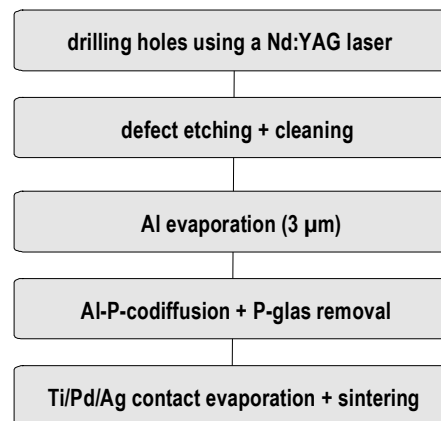 drilling holes using a Nd:YAG laser
defect etching + cleaning
Al evaporation (3 µm)
Al-P-codiffusion + P-glas removal
Ti/Pd/Ag contact evaporation + sintering